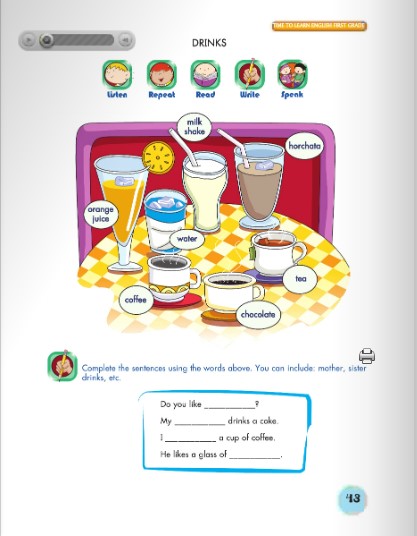 TIME TO LEARN ENGLISH FIRST GRADE
DRINKS
Listen Repeat Read Write Speak
milk
shake
horchata
orange
juice
water
tea
coffee
chocolate
Complete the sentences using the words above. You can include: mother, sister
drinks, etc.
Do you like __________?
My __________ drinks a coke.
I __________ a cup of coffee.
He likes a glass of __________.
43